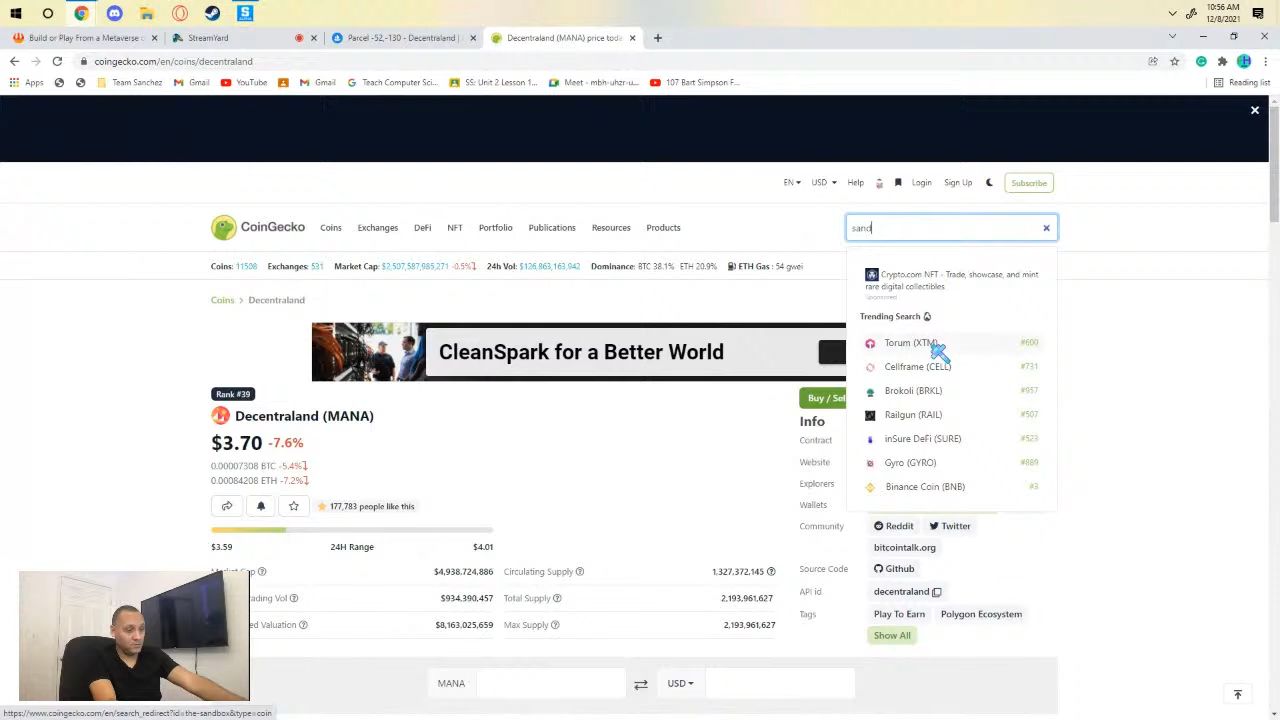 10:56 AM
12/8/2021
Build or Play From a Metaverse
StreamYard
Parcel -52,-130 - Decentraland
Decentraland (MANA) price toda
coingecko.com/en/coins/decentraland
Apps
Team Sanchez
Gmail
YouTube
Gmail
Teach Computer Sci...
SS: Unit 2 Lesson 1...
Meet - mbh-uhzr-u...
107 Bart Simpson F...
Reading list
EN
USD
Help
Login
Sign Up
Subscribe
CoinGecko
Coins
Exchanges
DeFi
NFT
Portfolio
Publications
Resources
Products
sand
Coins: 11508
Exchanges: 531
Market Cap: $2,507,587,985,271 -0.5%
24h Vol: $126,863,163,942
Dominance: BTC 38.1% ETH 20.9%
ETH Gas : 54 gwei
Crypto.com NFT - Trade, showcase, and mint
rare digital collectibles
Sponsored
Trending Search
Torum (XTM) #600
Cellframe (CELL) #731
Brokoli (BRKL) #957
Railgun (RAIL) #507
inSure DeFi (SURE) #523
Gyro (GYRO) #889
Binance Coin (BNB) #3
Coins > Decentraland
CleanSpark for a Better World
Rank #39
Decentraland (MANA)
$3.70 -7.6%
0.00007308 BTC -5.4%
0.00084208 ETH -7.2%
177,783 people like this
$3.59
24H Range
$4.01
$4,938,724,886
Circulating Supply
1,327,372,145
ading Vol
$934,390,457
Total Supply
2,193,961,627
ed Valuation
$8,163,025,659
Max Supply
2,193,961,627
Buy / Sel
Info
Contract
Website
Explorers
Wallets
Community
Reddit
Twitter
bitcointalk.org
Source Code
Github
API id
decentraland
Tags
Play To Earn
Polygon Ecosystem
Show All
MANA
USD
https://www.coingecko.com/en/search_redirect?id=the-sandbox&type=coin